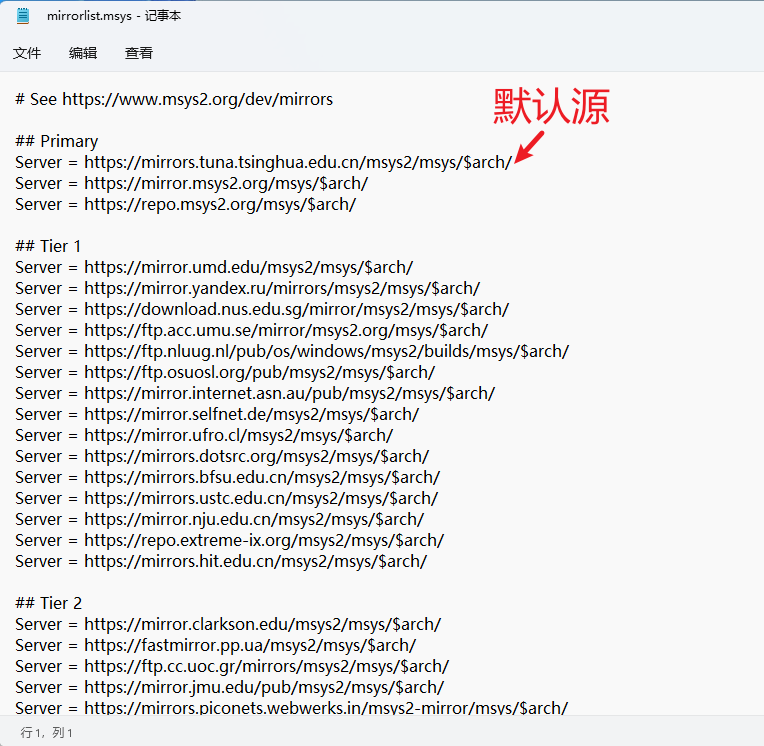 mirrorlist.msys - 记事本
文件 编辑 查看
# See https://www.msys2.org/dev/mirrors
默认源
## Primary
Server = https://mirrors.tuna.tsinghua.edu.cn/msys2/msys/$arch/
Server = https://mirror.msys2.org/msys/$arch/
Server = https://repo.msys2.org/msys/$arch/
## Tier 1
Server = https://mirror.umd.edu/msys2/msys/$arch/
Server = https://mirror.yandex.ru/mirrors/msys2/msys/$arch/
Server = https://download.nus.edu.sg/mirror/msys2/msys/$arch/
Server = https://ftp.acc.umu.se/mirror/msys2.org/msys/$arch/
Server = https://ftp.nluug.nl/pub/os/windows/msys2/builds/msys/$arch/
Server = https://ftp.osuosl.org/pub/msys2/msys/$arch/
Server = https://mirror.internet.asn.au/pub/msys2/msys/$arch/
Server = https://mirror.selfnet.de/msys2/msys/$arch/
Server = https://mirror.ufro.cl/msys2/msys/$arch/
Server = https://mirrors.dotsrc.org/msys2/msys/$arch/
Server = https://mirrors.bfsu.edu.cn/msys2/msys/$arch/
Server = https://mirrors.ustc.edu.cn/msys2/msys/$arch/
Server = https://mirror.nju.edu.cn/msys2/msys/$arch/
Server = https://repo.extreme-ix.org/msys2/msys/$arch/
Server = https://mirrors.hit.edu.cn/msys2/msys/$arch/
## Tier 2
Server = https://mirror.clarkson.edu/msys2/msys/$arch/
Server = https://fastmirror.pp.ua/msys2/msys/$arch/
Server = https://ftp.cc.uoc.gr/mirrors/msys2/msys/$arch/
Server = https://mirror.jmu.edu/pub/msys2/msys/$arch/
Server = https://mirrors.piconets.webwerks.in/msys2-mirror/msys/$arch/
行 1，列 1